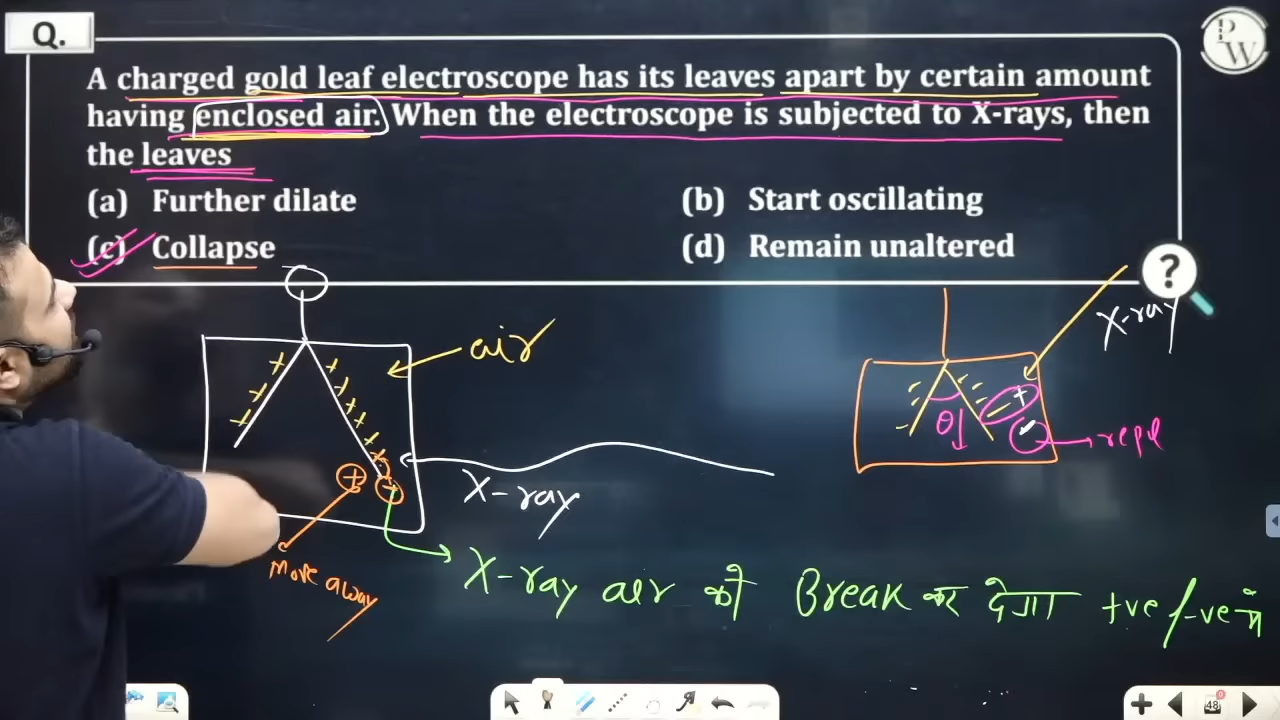 Q.
PW
A charged gold leaf electroscope has its leaves apart by certain amount
having enclosed air. When the electroscope is subjected to X-rays, then
the leaves
(a) Further dilate
(b) Start oscillating
(c) Collapse
(d) Remain unaltered
?
air
X-ray
X-ray
θ↓
repel
Move away
X-ray air को Break कर देगा +ve/-ve में
48